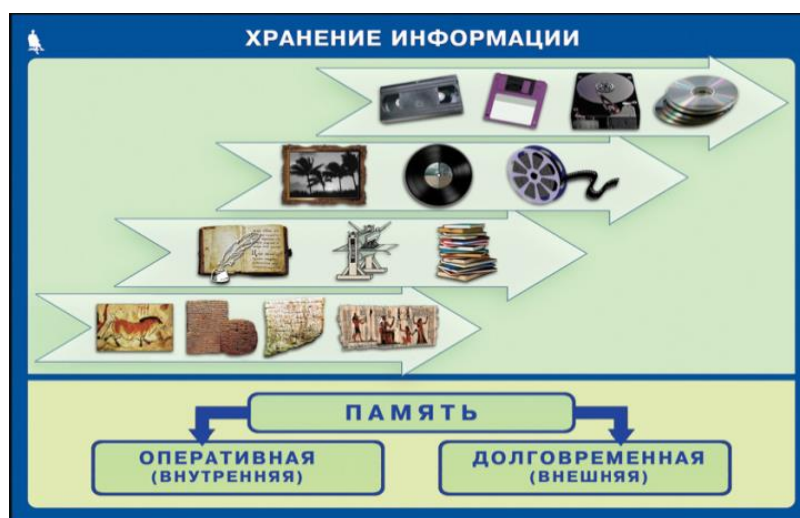 ХРАНЕНИЕ ИНФОРМАЦИИ
ПАМЯТЬ
ОПЕРАТИВНАЯ
(ВНУТРЕННЯЯ)
ДОЛГОВРЕМЕННАЯ
(ВНЕШНЯЯ)